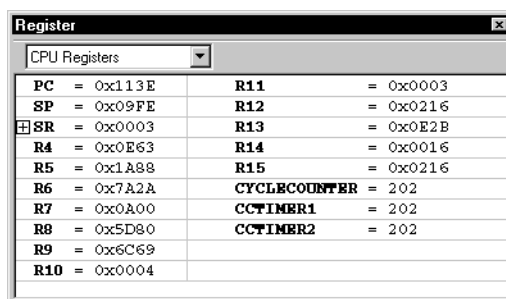 Register
CPU Registers
PC = 0x113E R11 = 0x0003
SP = 0x09FE R12 = 0x0216
SR = 0x0003 R13 = 0x0E2B
R4 = 0x0E63 R14 = 0x0016
R5 = 0x1A88 R15 = 0x0216
R6 = 0x7A2A CYCLECOUNTER = 202
R7 = 0x0A00 CCTIMER1 = 202
R8 = 0x5D80 CCTIMER2 = 202
R9 = 0x6C69
R10 = 0x0004